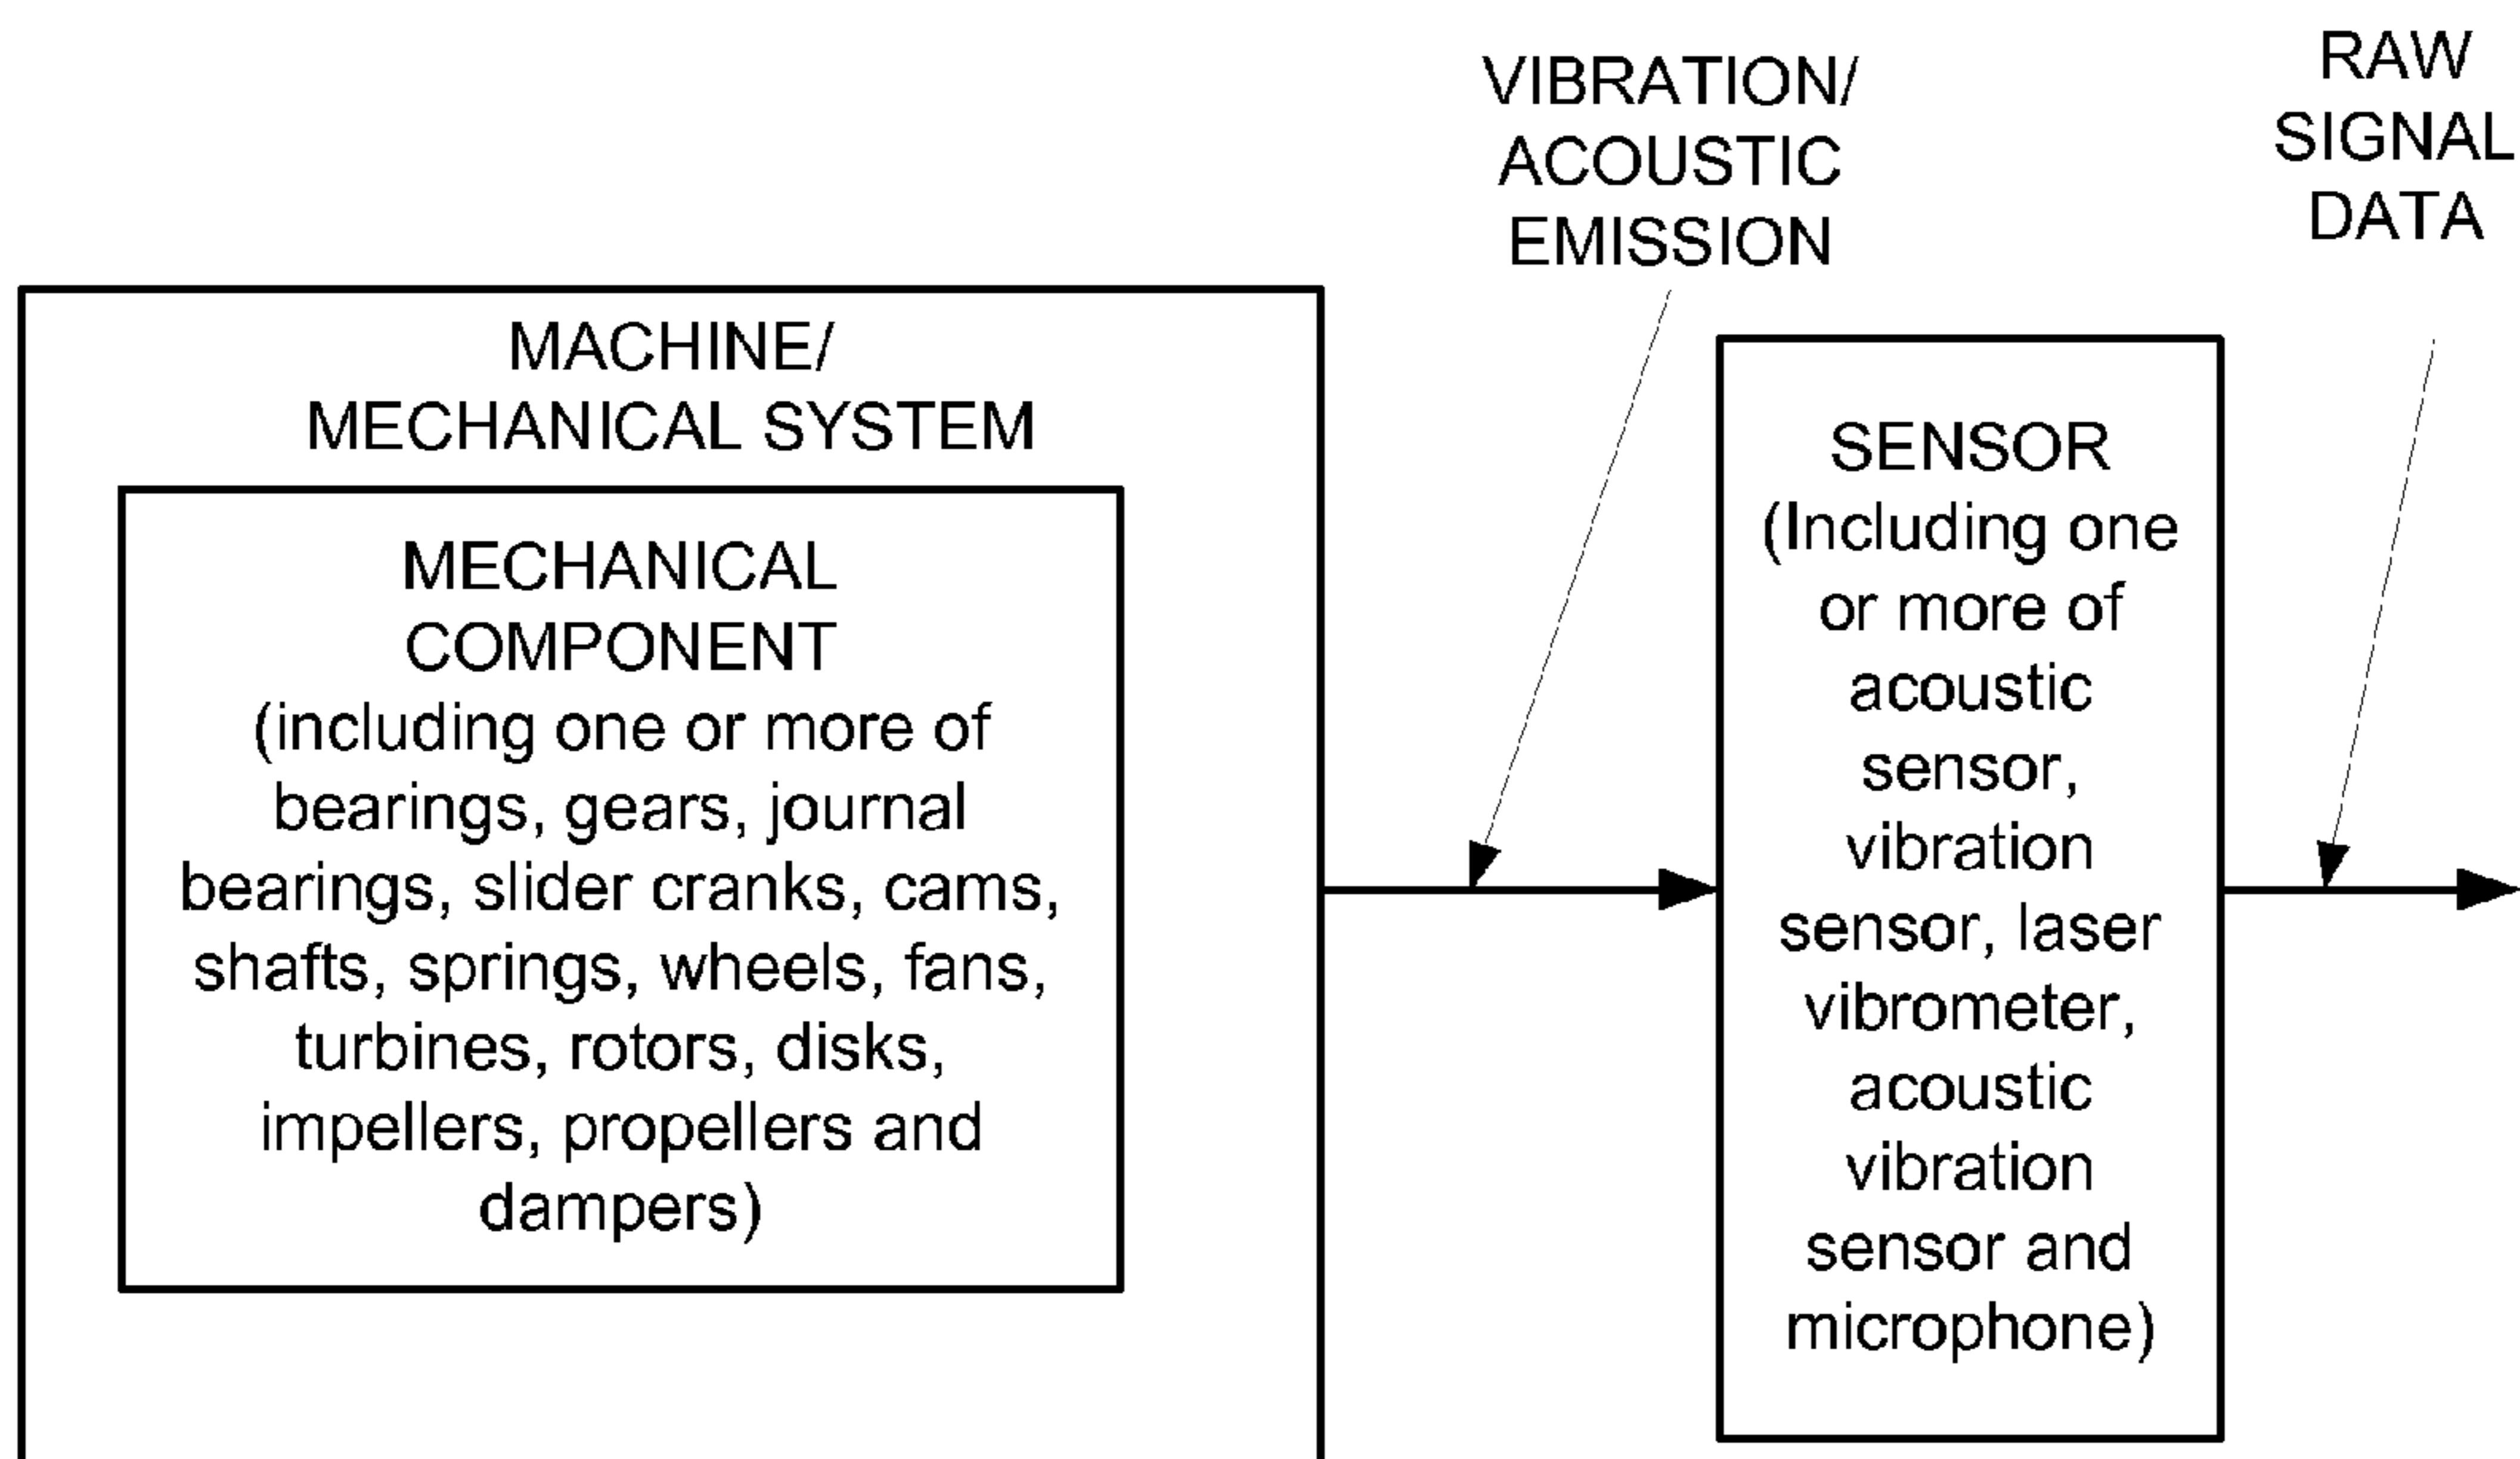 VIBRATION/
ACOUSTIC
EMISSION
RAW
SIGNAL
DATA
MACHINE/
MECHANICAL SYSTEM
MECHANICAL
COMPONENT
(including one or more of
bearings, gears, journal
bearings, slider cranks, cams,
shafts, springs, wheels, fans,
turbines, rotors, disks,
impellers, propellers and
dampers)
SENSOR
(Including one
or more of
acoustic
sensor,
vibration
sensor, laser
vibrometer,
acoustic
vibration
sensor and
microphone)